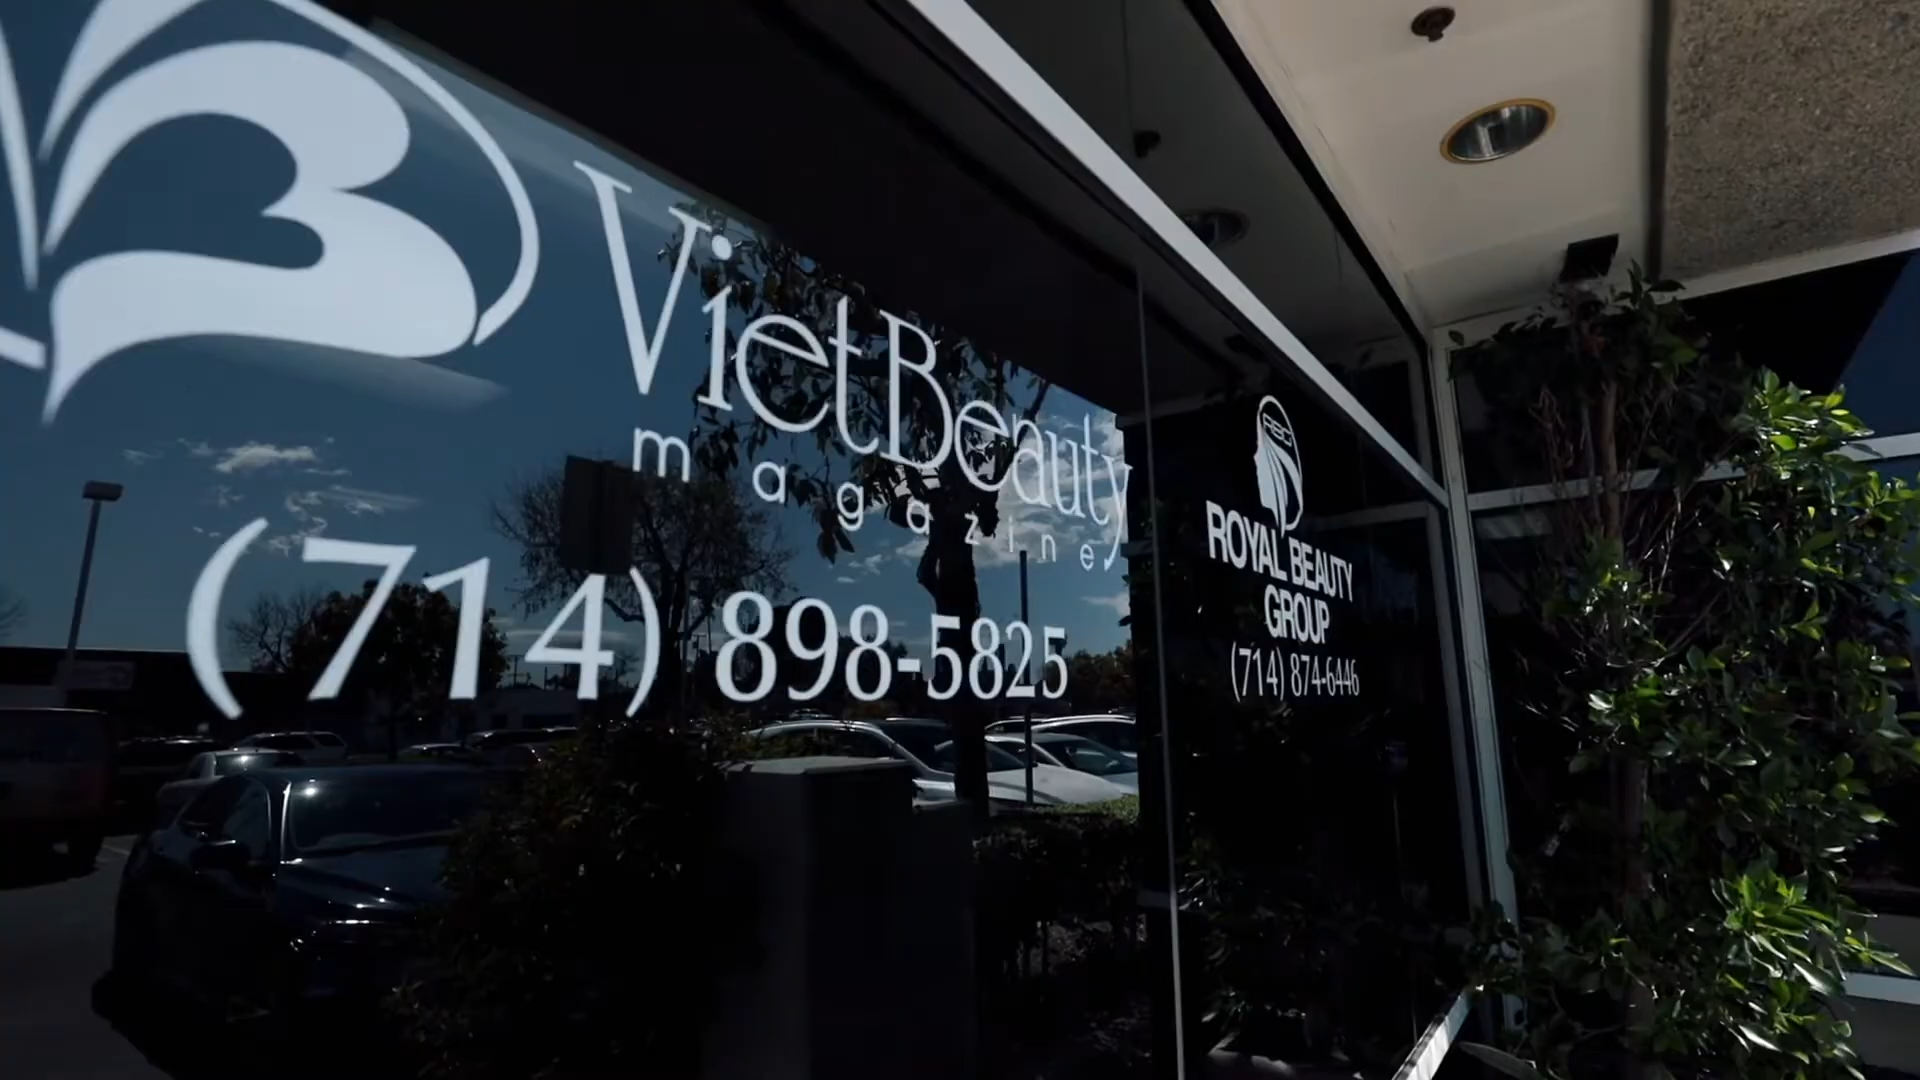 VietBeauty
magazine
(714) 898-5825
RBG
ROYAL BEAUTY
GROUP
(714) 874-6446